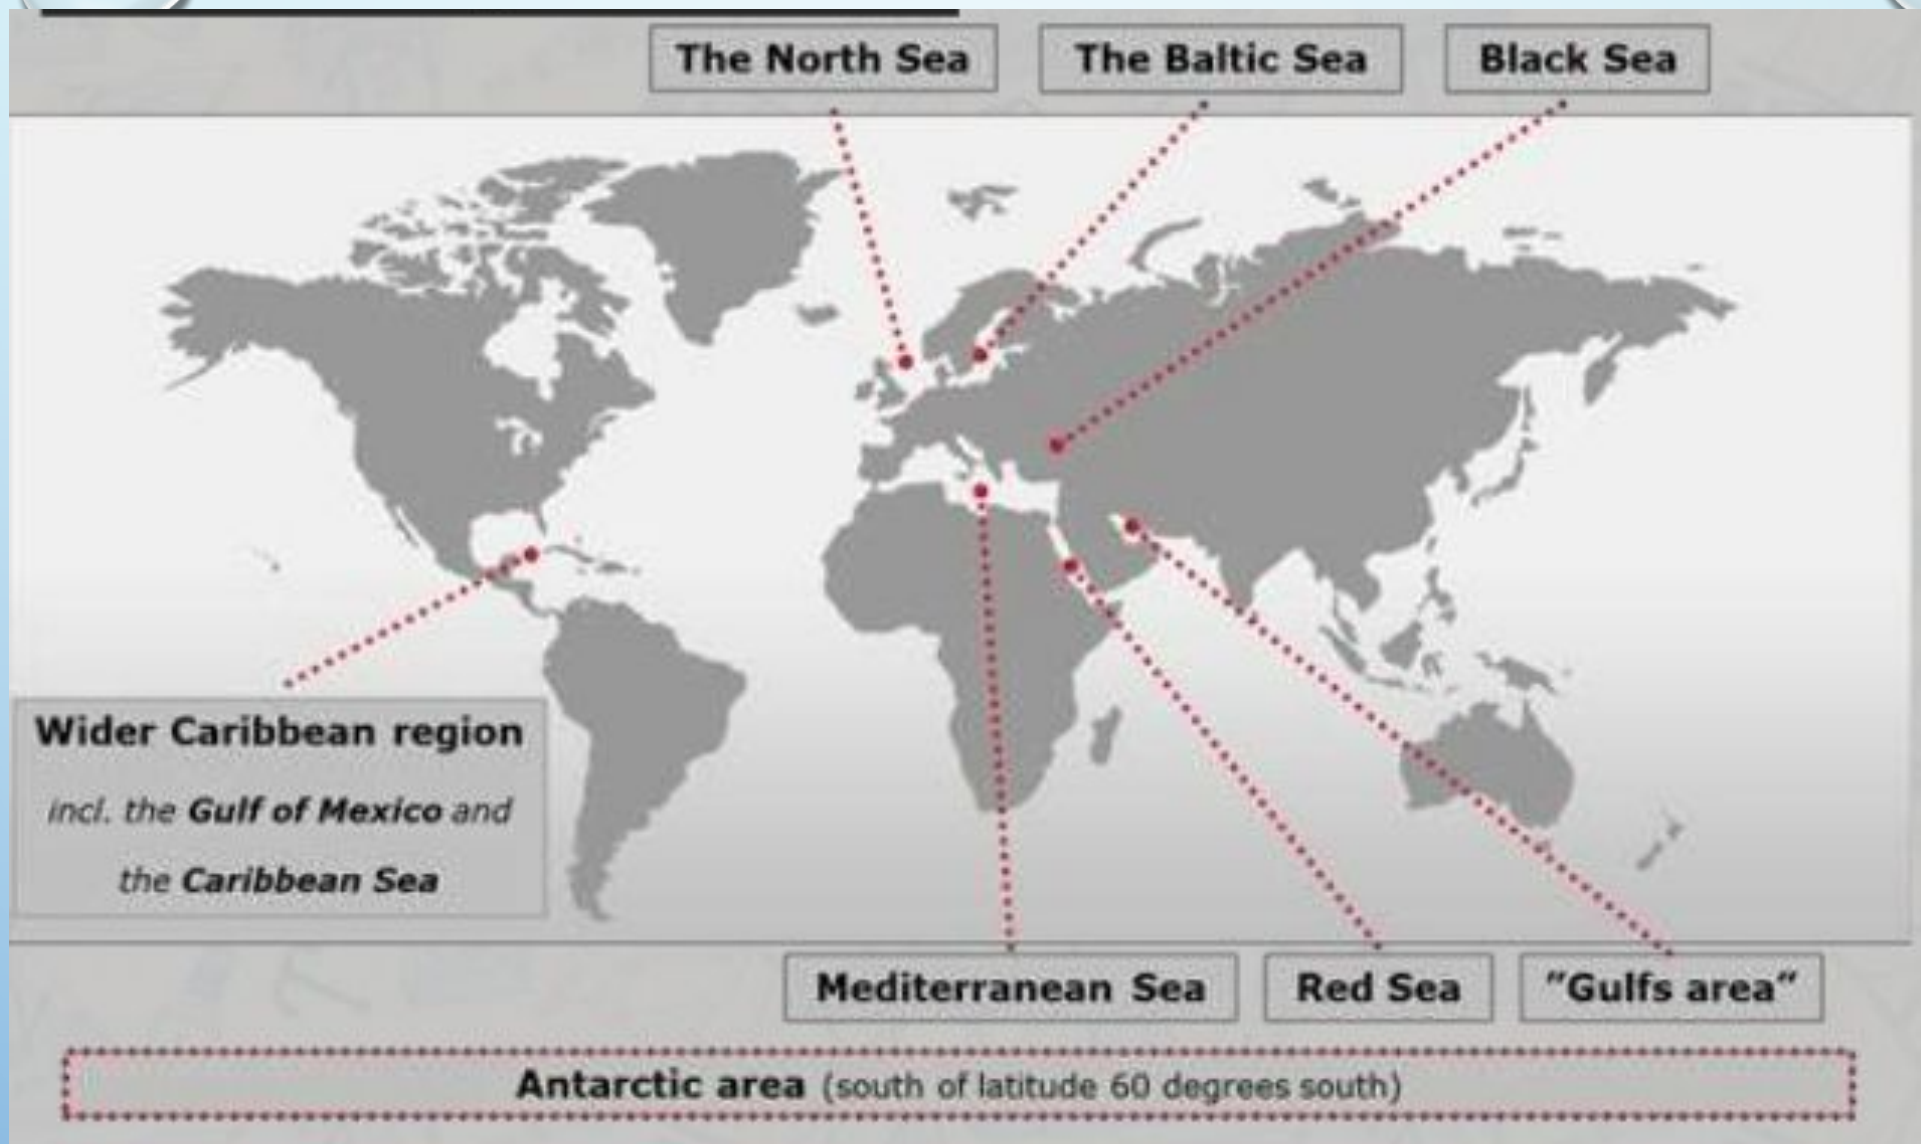 The North Sea
The Baltic Sea
Black Sea
Wider Caribbean region
incl. the Gulf of Mexico and
the Caribbean Sea
Mediterranean Sea
Red Sea
"Gulfs area"
Antarctic area (south of latitude 60 degrees south)